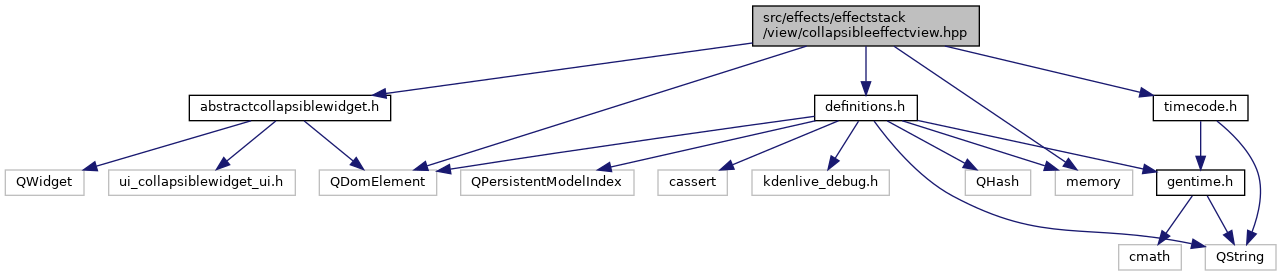 src/effects/effectstack
/view/collapsibleeffectview.hpp
abstractcollapsiblewidget.h
definitions.h
timecode.h
QWidget
ui_collapsiblewidget_ui.h
QDomElement
QPersistentModelIndex
cassert
kdenlive_debug.h
QHash
memory
gentime.h
cmath
QString